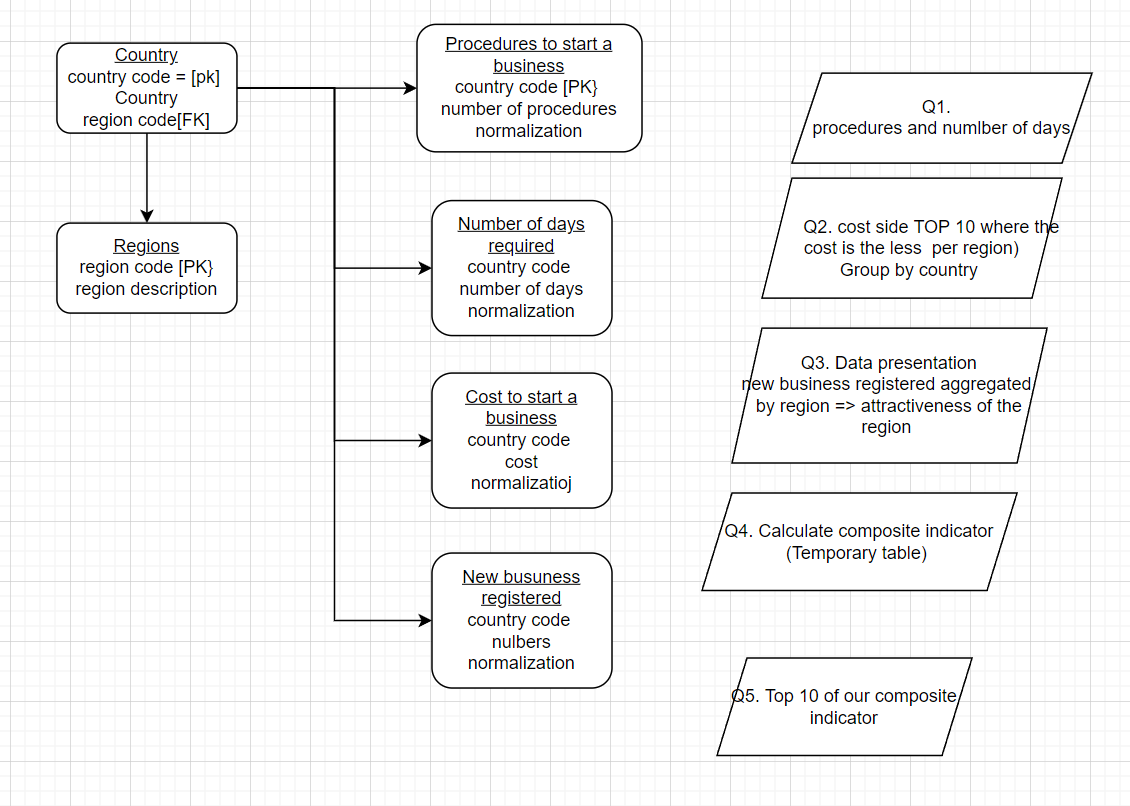 Country
country code = [pk]
Country
region code[FK]
Regions
region code [PK}
region description
Procedures to start a
business
country code [PK}
number of procedures
normalization
Number of days
required
country code
number of days
normalization
Cost to start a
business
country code
cost
normalizatioj
New busuness
registered
country code
nulbers
normalization
Q1.
procedures and numlber of days
Q2. cost side TOP 10 where the
cost is the less  per region)
Group by country
Q3. Data presentation
new business registered aggregated
by region => attractiveness of the
region
Q4. Calculate composite indicator
(Temporary table)
Q5. Top 10 of our composite
indicator